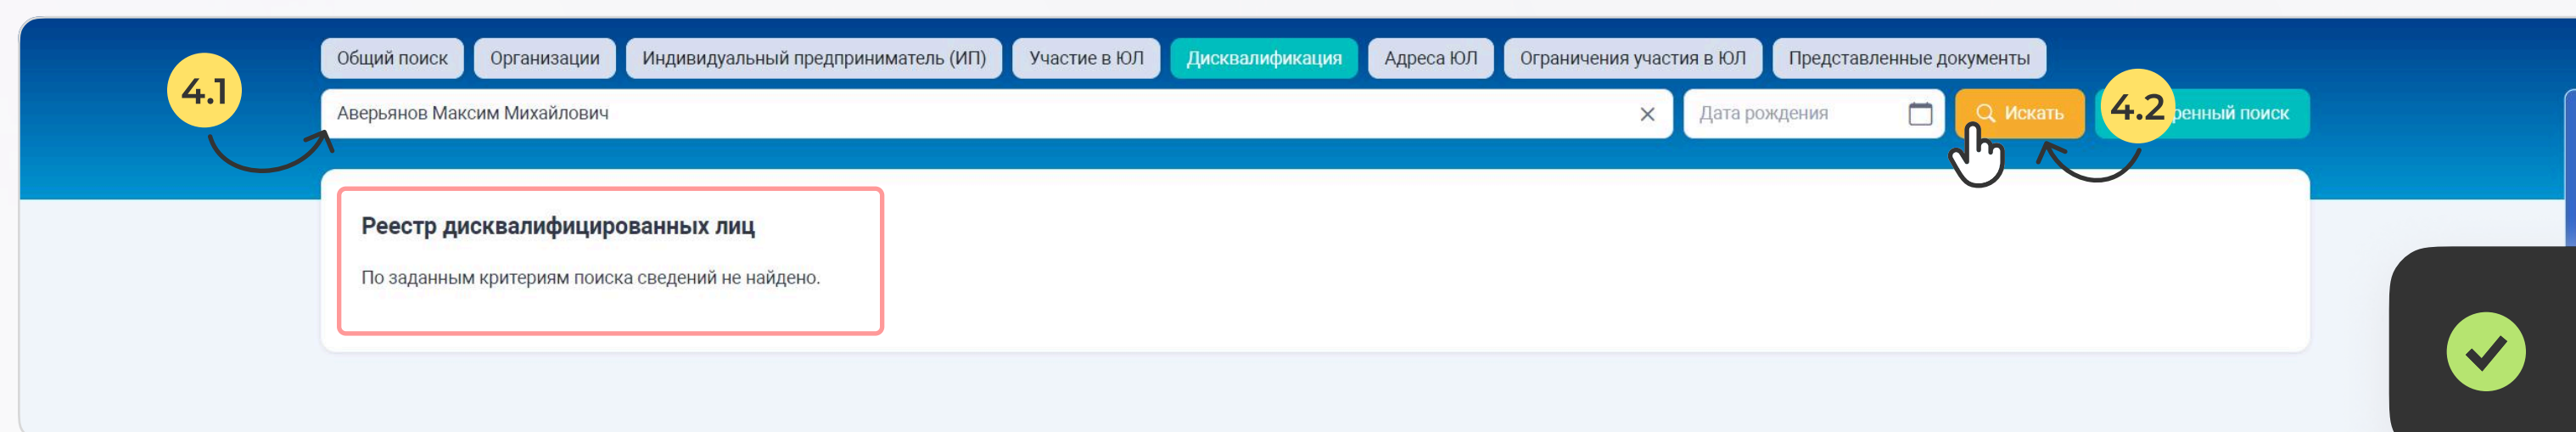 Общий поиск Организации Индивидуальный предприниматель (ИП) Участие в ЮЛ Дисквалификация Адреса ЮЛ Ограничения участия в ЮЛ Представленные документы
4.1
Аверьянов Максим Михайлович Дата рождения Искать 4.2 поиск
Реестр дисквалифицированных лиц
По заданным критериям поиска сведений не найдено.